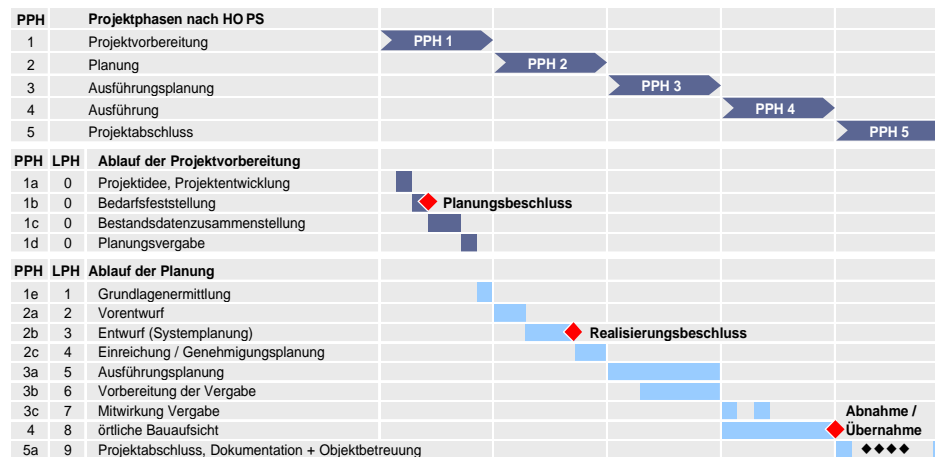 PPH Projektphasen nach HO PS
1 Projektvorbereitung PPH 1
2 Planung PPH 2
3 Ausführungsplanung PPH 3
4 Ausführung PPH 4
5 Projektabschluss PPH 5
PPH LPH Ablauf der Projektvorbereitung
1a 0 Projektidee, Projektentwicklung
1b 0 Bedarfsfeststellung Planungsbeschluss
1c 0 Bestandsdatenzusammenstellung
1d 0 Planungsvergabe
PPH LPH Ablauf der Planung
1e 1 Grundlagenermittlung
2a 2 Vorentwurf
2b 3 Entwurf (Systemplanung) Realisierungsbeschluss
2c 4 Einreichung / Genehmigungsplanung
3a 5 Ausführungsplanung
3b 6 Vorbereitung der Vergabe
3c 7 Mitwirkung Vergabe Abnahme /
4 8 örtliche Bauaufsicht Übernahme
5a 9 Projektabschluss, Dokumentation + Objektbetreuung